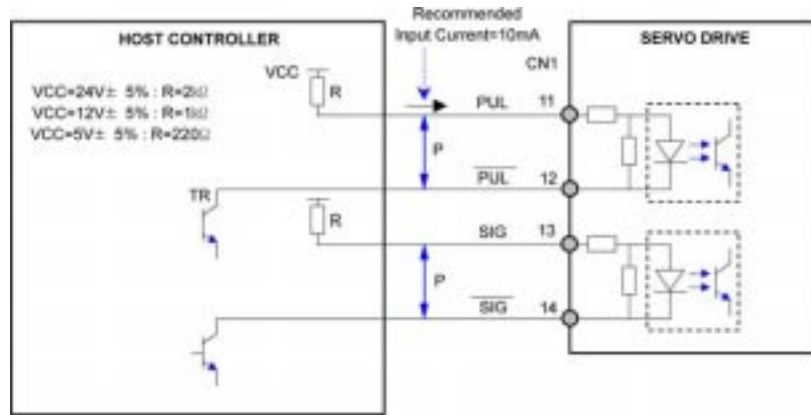 Recommended
Input Current=10mA
HOST CONTROLLER
SERVO DRIVE
CN1
VCC
R
VCC=24V± 5% : R=2kΩ
VCC=12V± 5% : R=1kΩ
VCC=5V± 5% : R=220Ω
PUL 11
P
PUL 12
TR
R
SIG 13
P
SIG 14